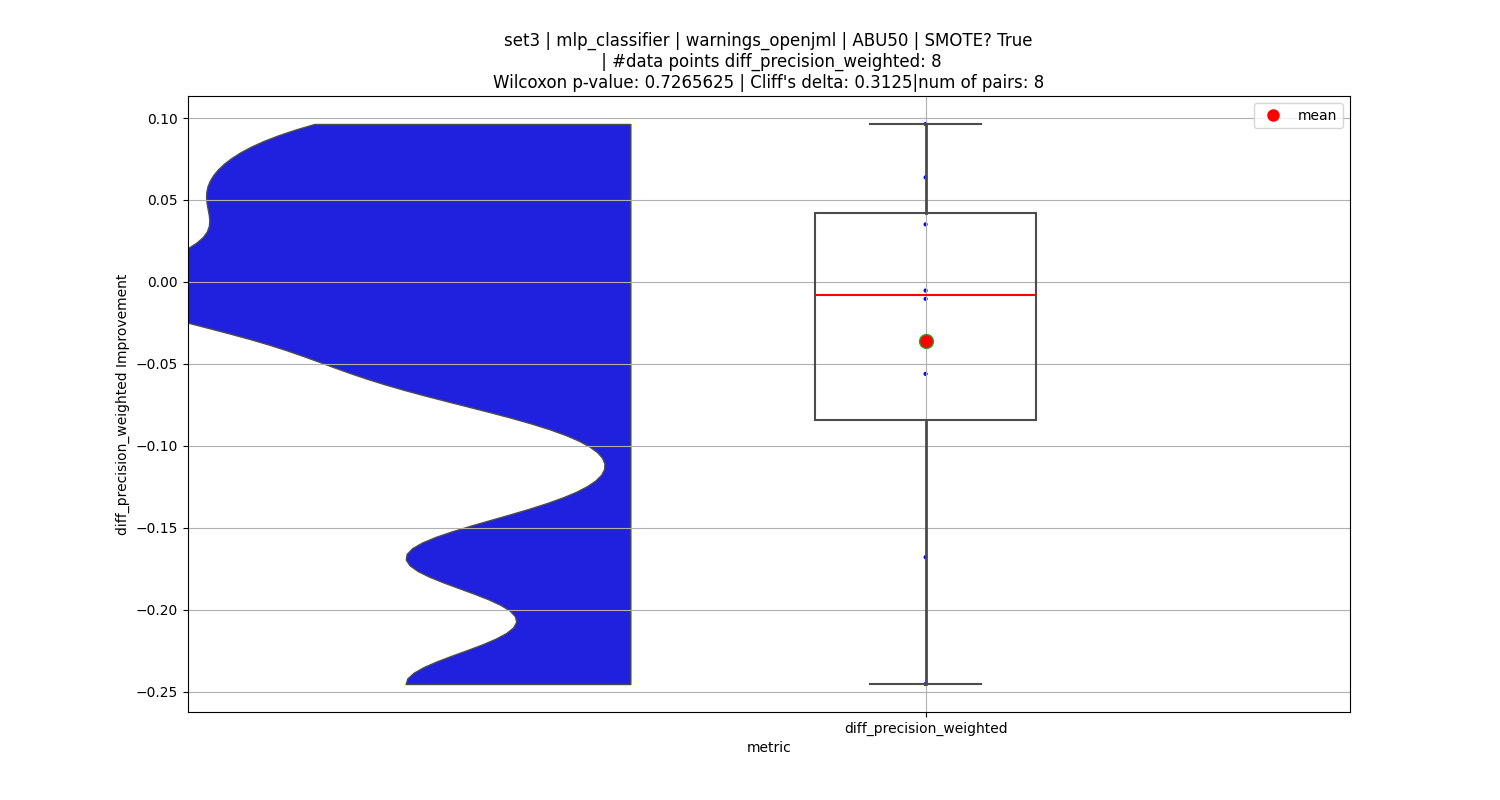 set3 | mlp_classifier | warnings_openjml | ABU50 | SMOTE? True
| #data points diff_precision_weighted: 8
Wilcoxon p-value: 0.7265625 | Cliff's delta: 0.3125|num of pairs: 8
mean
0.10
0.05
0.00
−0.05
−0.10
−0.15
−0.20
−0.25
diff_precision_weighted Improvement
diff_precision_weighted
metric